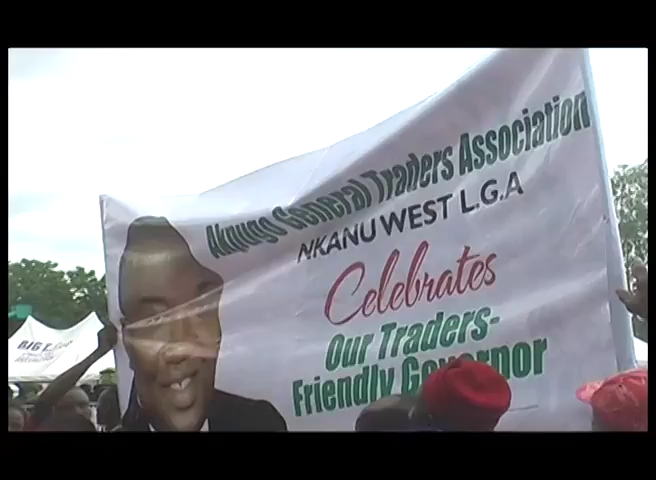 Akpugo General Traders Association
NKANU WEST L.G.A
Celebrates
Our Traders-
Friendly Governor